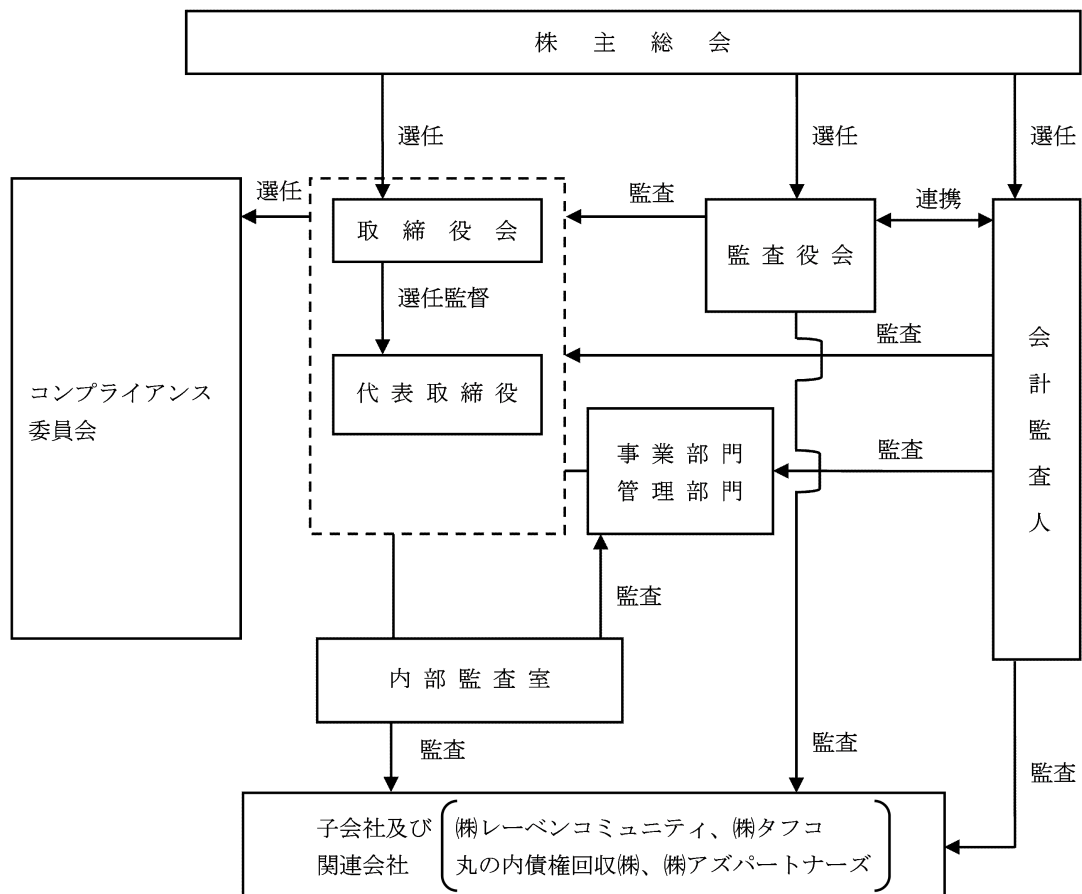 株主総会
選任
選任
選任
選任
監査
連携
取締役会
監査役会
選任監督
監査
会計監査人
代表取締役
コンプライアンス
委員会
事業部門
管理部門
監査
監査
内部監査室
監査
監査
監査
子会社及び
関連会社
㈱レーベンコミュニティ、㈱タフコ
丸の内債権回収㈱、㈱アズパートナーズ